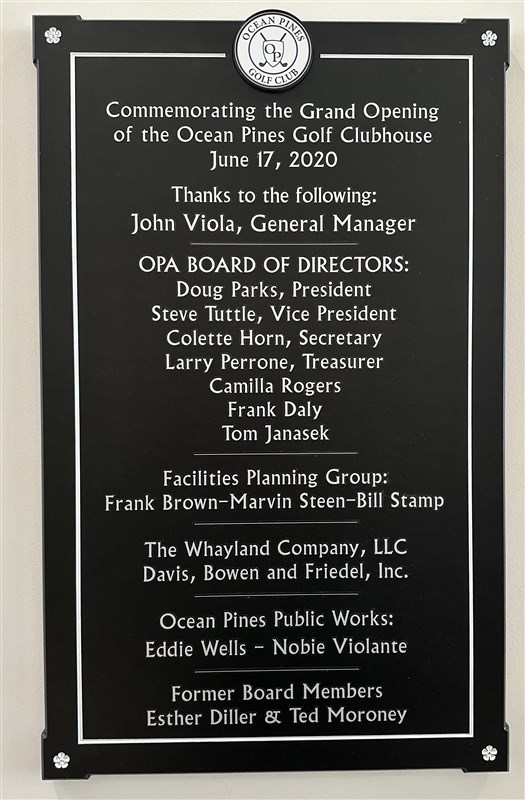 OCEAN PINES
OP
GOLF CLUB
Commemorating the Grand Opening
of the Ocean Pines Golf Clubhouse
June 17, 2020
Thanks to the following:
John Viola, General Manager
OPA BOARD OF DIRECTORS:
Doug Parks, President
Steve Tuttle, Vice President
Colette Horn, Secretary
Larry Perrone, Treasurer
Camilla Rogers
Frank Daly
Tom Janasek
Facilities Planning Group:
Frank Brown–Marvin Steen–Bill Stamp
The Whayland Company, LLC
Davis, Bowen and Friedel, Inc.
Ocean Pines Public Works:
Eddie Wells – Nobie Violante
Former Board Members
Esther Diller & Ted Moroney